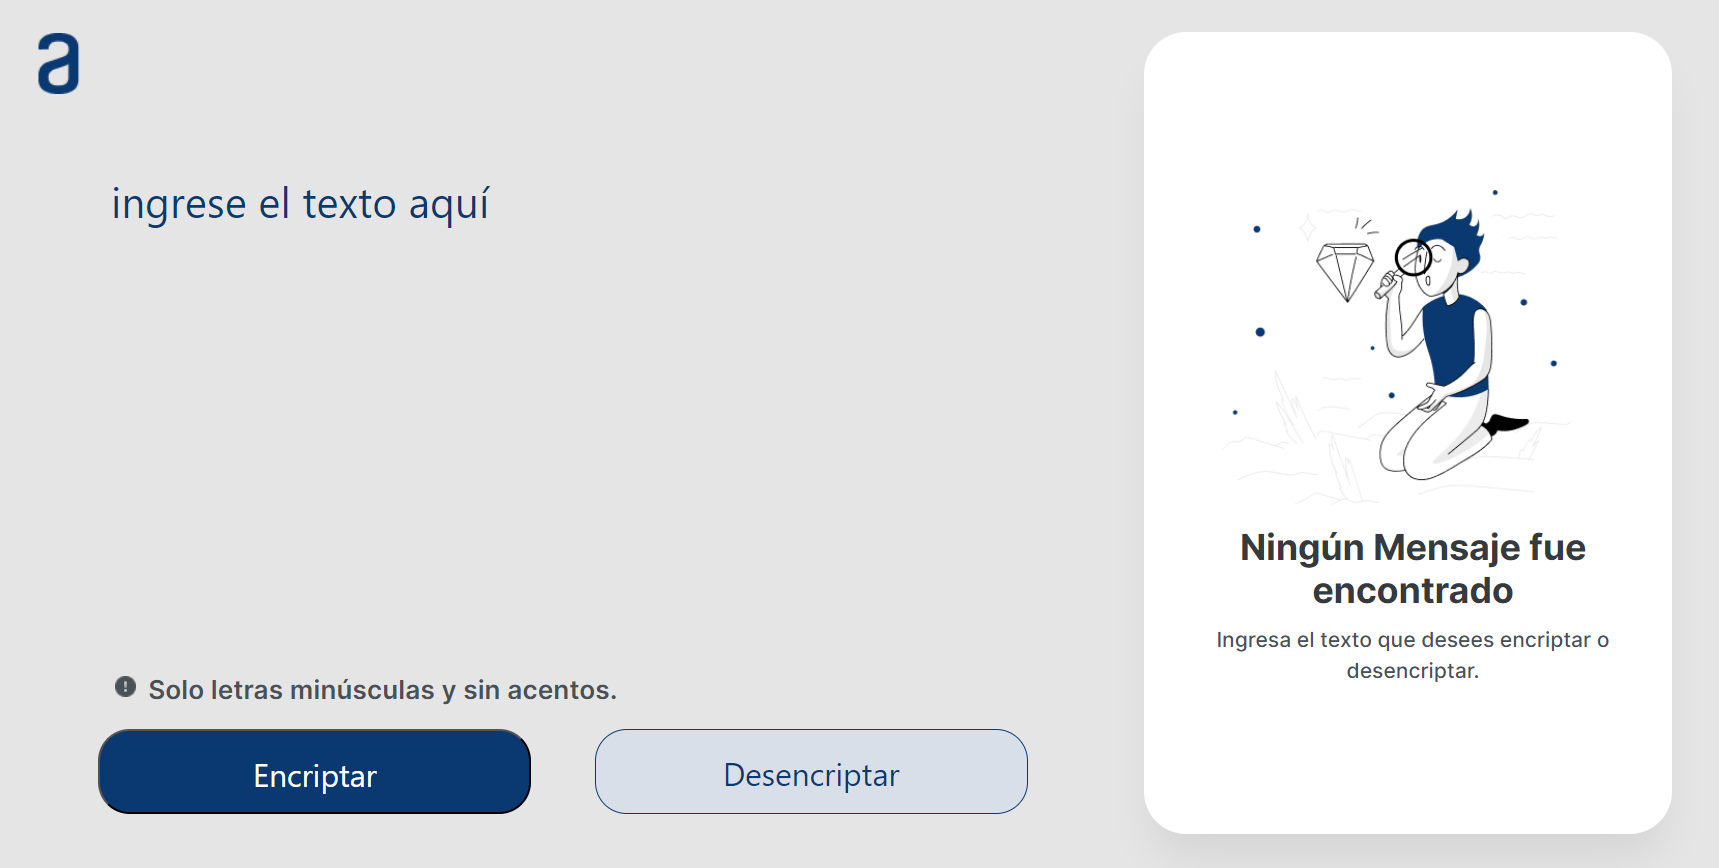 a
ingrese el texto aquí
Solo letras minúsculas y sin acentos.
Encriptar
Desencriptar
Ningún Mensaje fue
encontrado
Ingresa el texto que desees encriptar o
desencriptar.